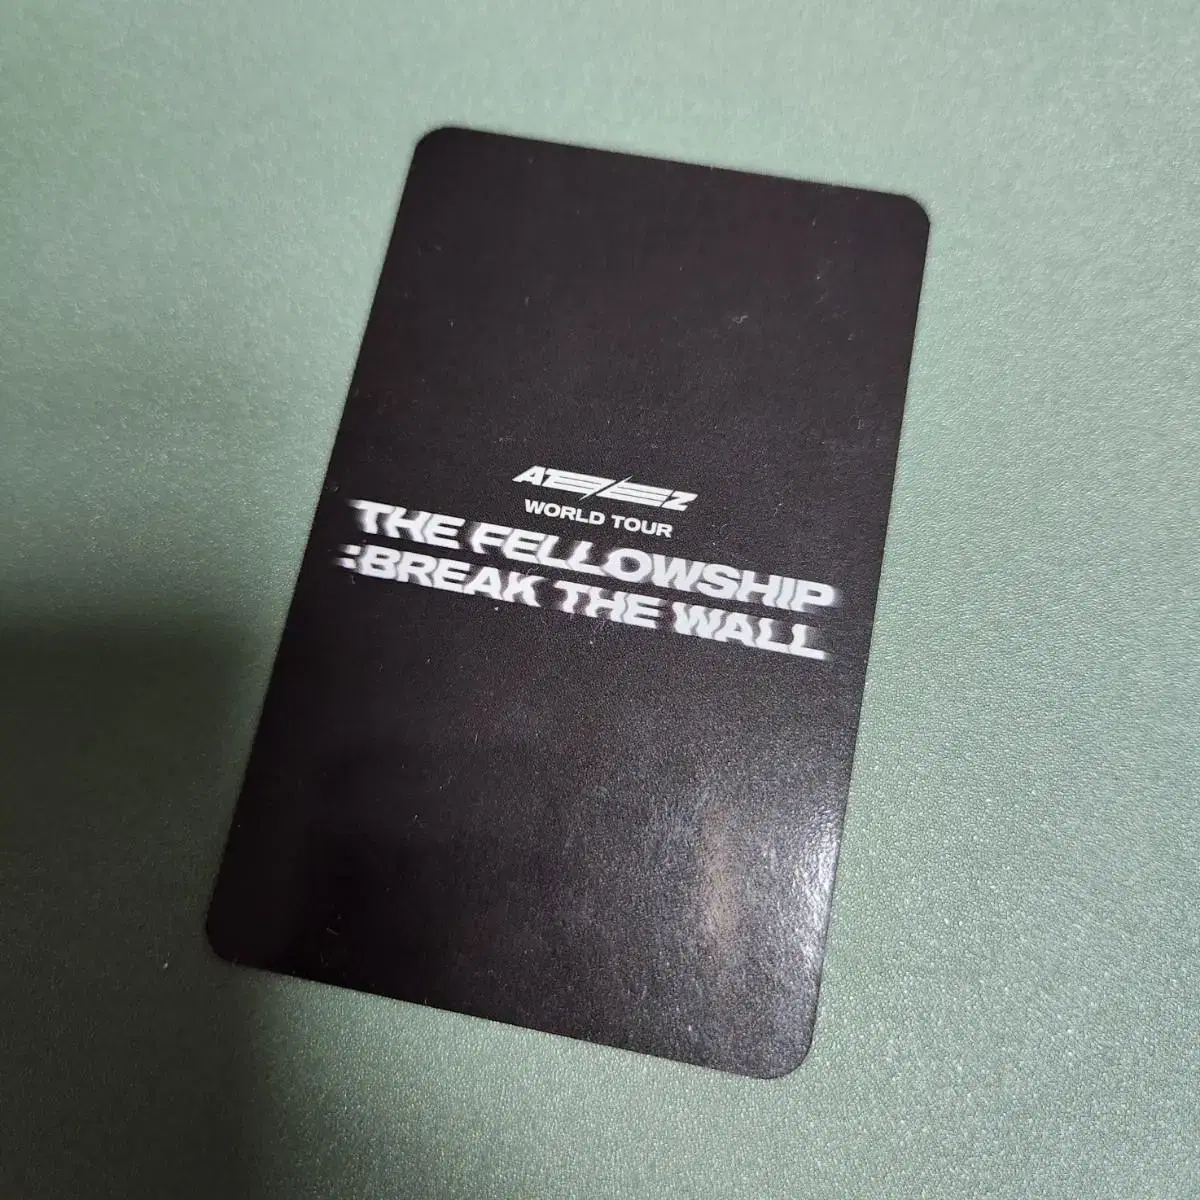 ATEEZ
WORLD TOUR
THE FELLOWSHIP
:BREAK THE WALL